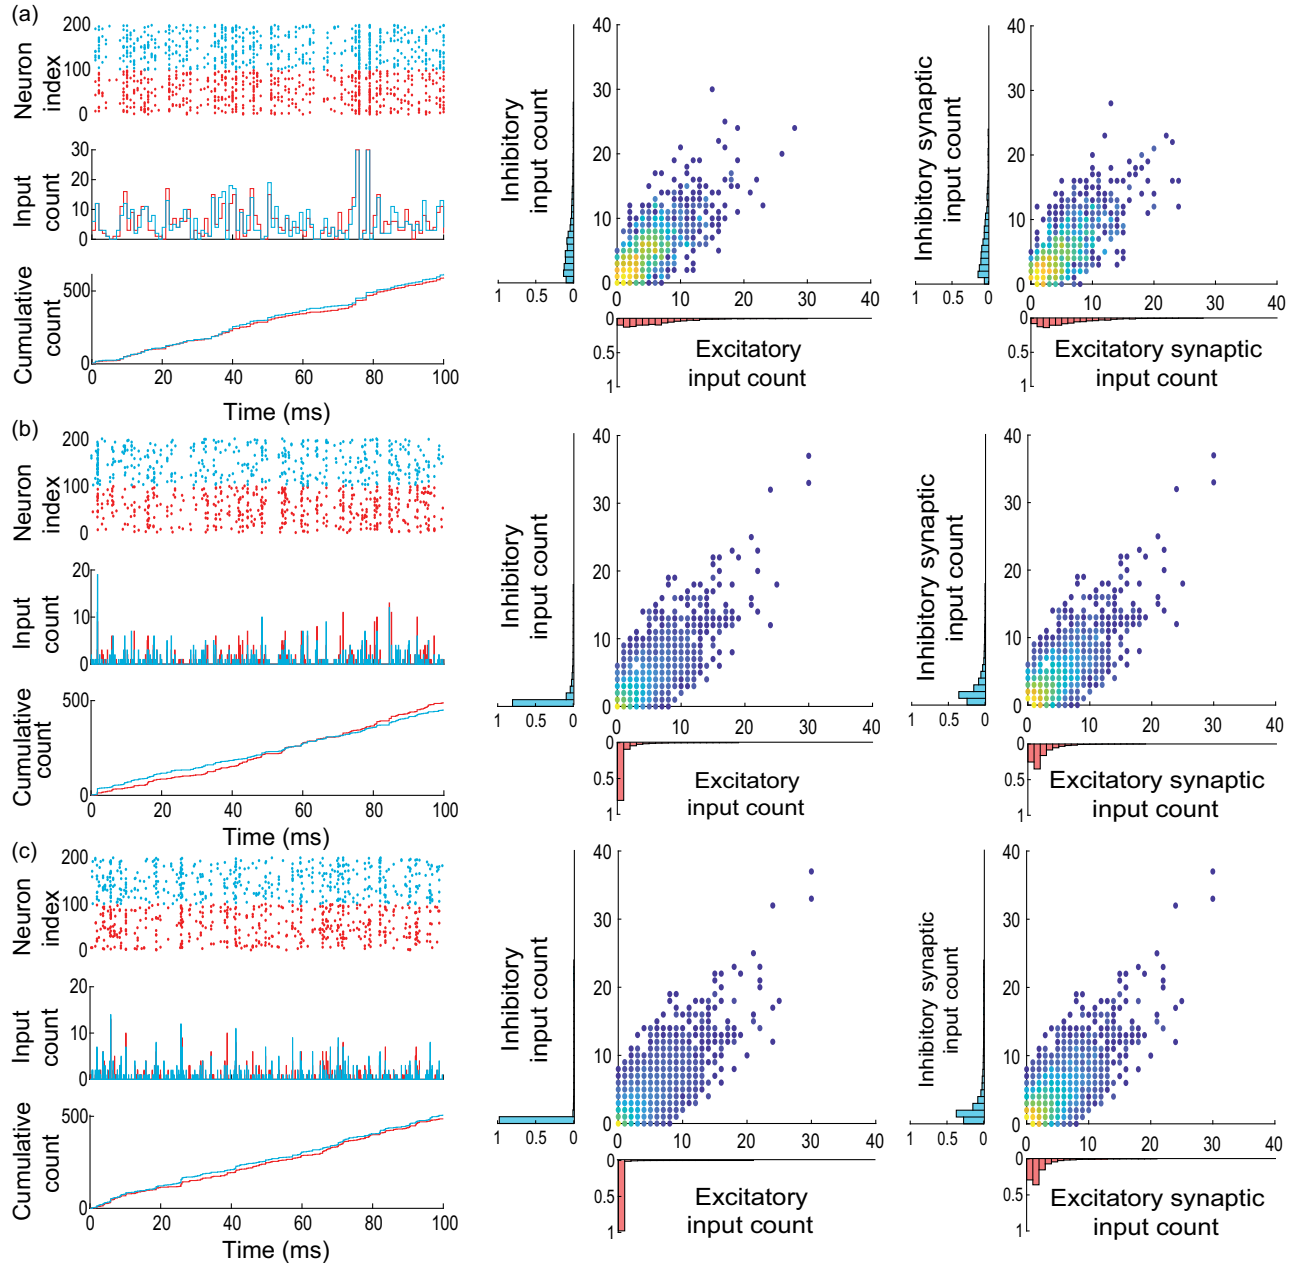 (a)
Neuron
index
200
100
0
Input
count
30
20
10
0
Cumulative
count
500
0
0 20 40 60 80 100
Time (ms)
Inhibitory
input count
1 0.5 0
40
30
20
10
0
0 10 20 30 40
0
0.5
1
Excitatory
input count
Inhibitory synaptic
input count
1 0.5 0
40
30
20
10
0
0 10 20 30 40
0
0.5
1
Excitatory synaptic
input count
(b)
Neuron
index
200
100
0
Input
count
20
10
0
Cumulative
count
500
0
0 20 40 60 80 100
Time (ms)
Inhibitory
input count
1 0.5 0
40
30
20
10
0
0 10 20 30 40
0
0.5
1
Excitatory
input count
Inhibitory synaptic
input count
1 0.5 0
40
30
20
10
0
0 10 20 30 40
0
0.5
1
Excitatory synaptic
input count
(c)
Neuron
index
200
100
0
Input
count
20
10
0
Cumulative
count
500
0
0 20 40 60 80 100
Time (ms)
Inhibitory
input count
1 0.5 0
40
30
20
10
0
0 10 20 30 40
0
0.5
1
Excitatory
input count
Inhibitory synaptic
input count
1 0.5 0
40
30
20
10
0
0 10 20 30 40
0
0.5
1
Excitatory synaptic
input count